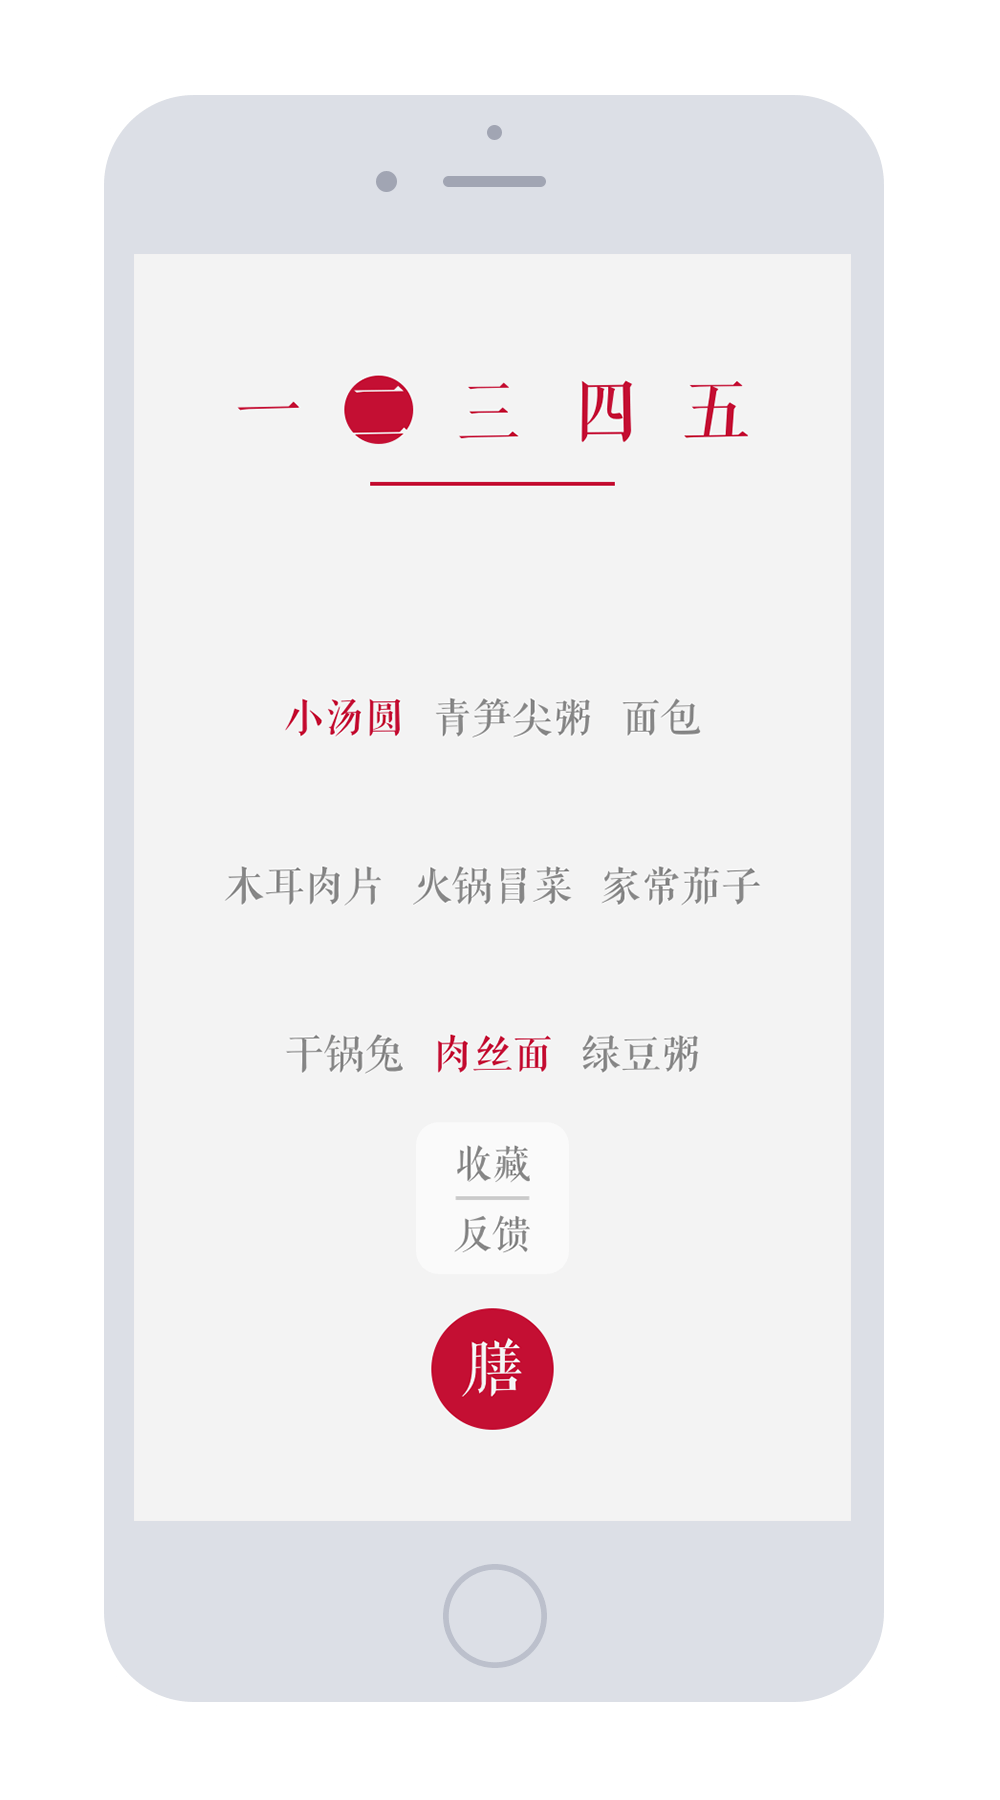 一 二 三 四 五
小汤圆 青笋尖粥 面包
木耳肉片 火锅冒菜 家常茄子
干锅兔 肉丝面 绿豆粥
收藏
反馈
膳